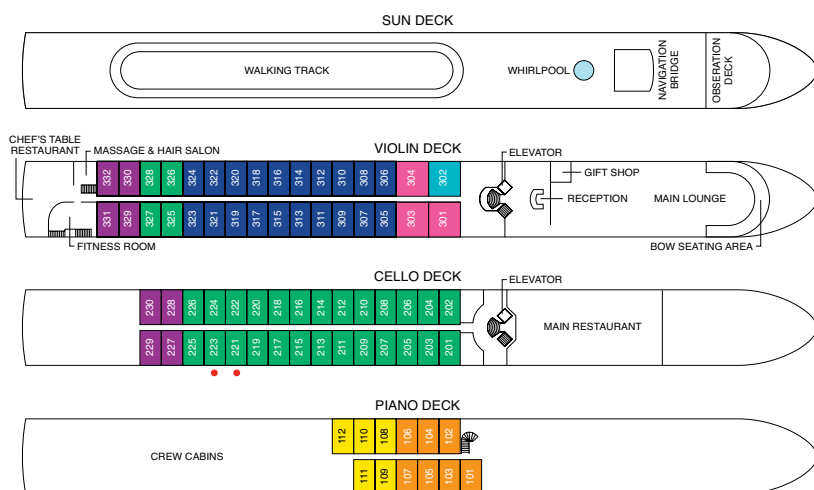 SUN DECK
WALKING TRACK
WHIRLPOOL
NAVIGATION
BRIDGE
OBSERATION
DECK
VIOLIN DECK
CHEF'S TABLE
RESTAURANT
MASSAGE & HAIR SALON
ELEVATOR
332 330 328 326 324 322 320 318 316 314 312 310 308 306 304 302
GIFT SHOP
RECEPTION
MAIN LOUNGE
331 329 327 325 323 321 319 317 315 313 311 309 307 305 303 301
FITNESS ROOM
BOW SEATING AREA
CELLO DECK
ELEVATOR
230 228 226 224 222 220 218 216 214 212 210 208 206 204 202
MAIN RESTAURANT
229 227 225 223 221 219 217 215 213 211 209 207 205 203 201
PIANO DECK
112 110 108 106 104 102
CREW CABINS
111 109 107 105 103 101